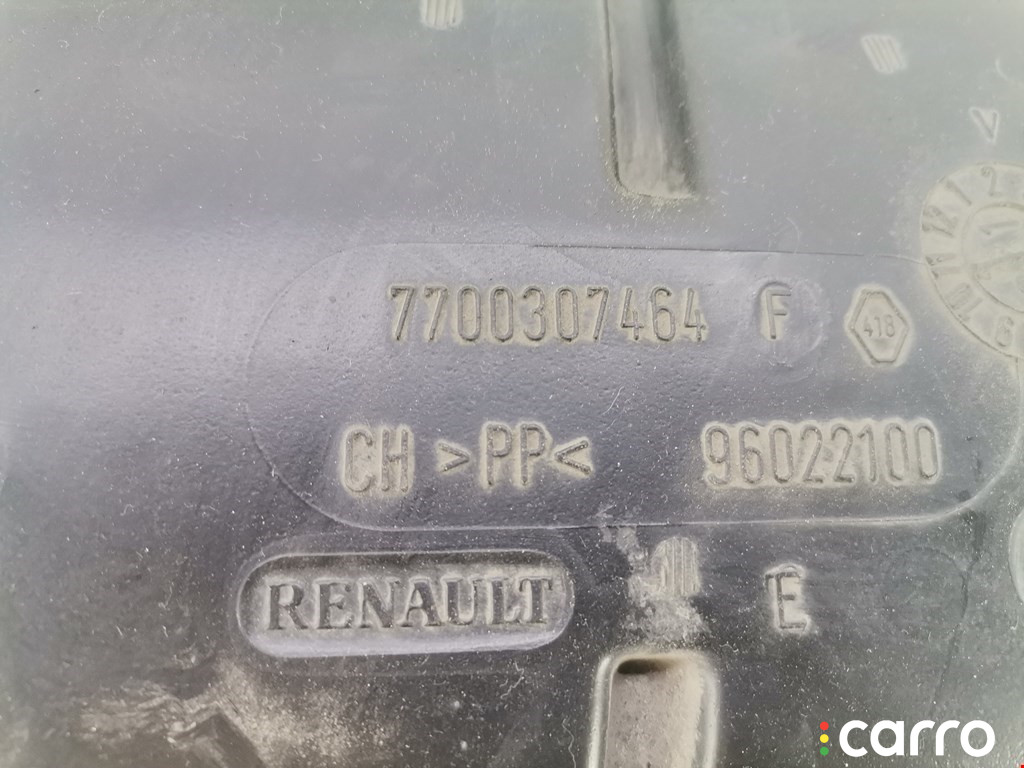 7700307464 F 418
CH >PP< 96022100
RENAULT E
carro